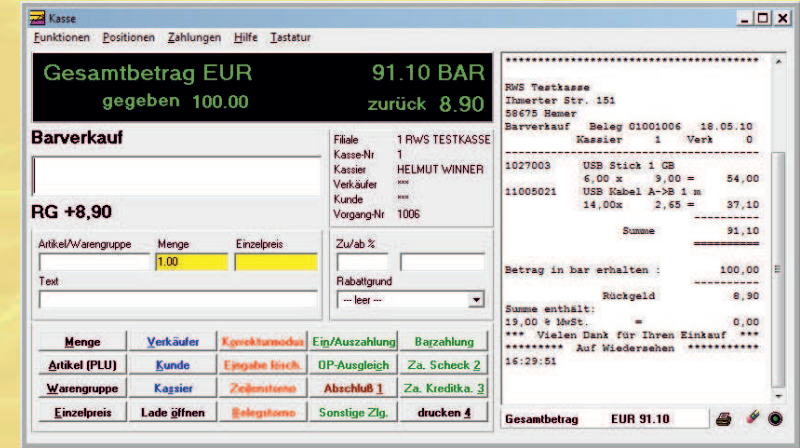 Kasse
Funktionen Positionen Zahlungen Hilfe Tastatur
Gesamtbetrag EUR 91.10 BAR
gegeben 100.00 zurück 8.90
Barverkauf
RG +8,90
Filiale 1 RWS TESTKASSE
Kasse-Nr 1
Kassier HELMUT WINNER
Verkäufer ***
Kunde ***
Vorgang-Nr 1006
Artikel/Warengruppe Menge Einzelpreis
1.00
Text
Zu/ab %
Rabattgrund
--- leer ---
Menge Verkäufer Korrekturmodus Ein/Auszahlung Barzahlung
Artikel (PLU) Kunde Eingabe lösch. OP-Ausgleich Za. Scheck 2
Warengruppe Kassier Zeilenstorno Abschluß 1 Za. Kreditka. 3
Einzelpreis Lade öffnen Belegstorno Sonstige Zlg. drucken 4
RWS Testkasse
Ihmerter Str. 151
58675 Hemer
Barverkauf Beleg 01001006 18.05.10
Kassier 1 Verk 0
1027003 USB Stick 1 GB
6,00 x 9,00 = 54,00
11005021 USB Kabel A->B 1 m
14,00x 2,65 = 37,10
Summe 91,10
Betrag in bar erhalten : 100,00
Rückgeld 8,90
Summe enthält:
19,00 % MwSt. = 0,00
*** Vielen Dank für Ihren Einkauf ***
********* Auf Wiedersehen ***********
16:29:51
Gesamtbetrag EUR 91.10